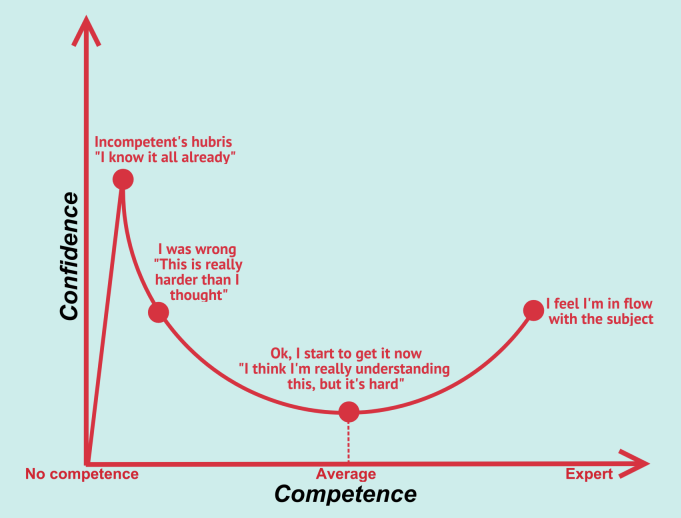 Incompetent's hubris
"I know it all already"
I was wrong
"This is really
harder than I
thought"
I feel I'm in flow
with the subject
Ok, I start to get it now
"I think I'm really understanding
this, but it's hard"
Confidence
No competence
Average
Expert
Competence